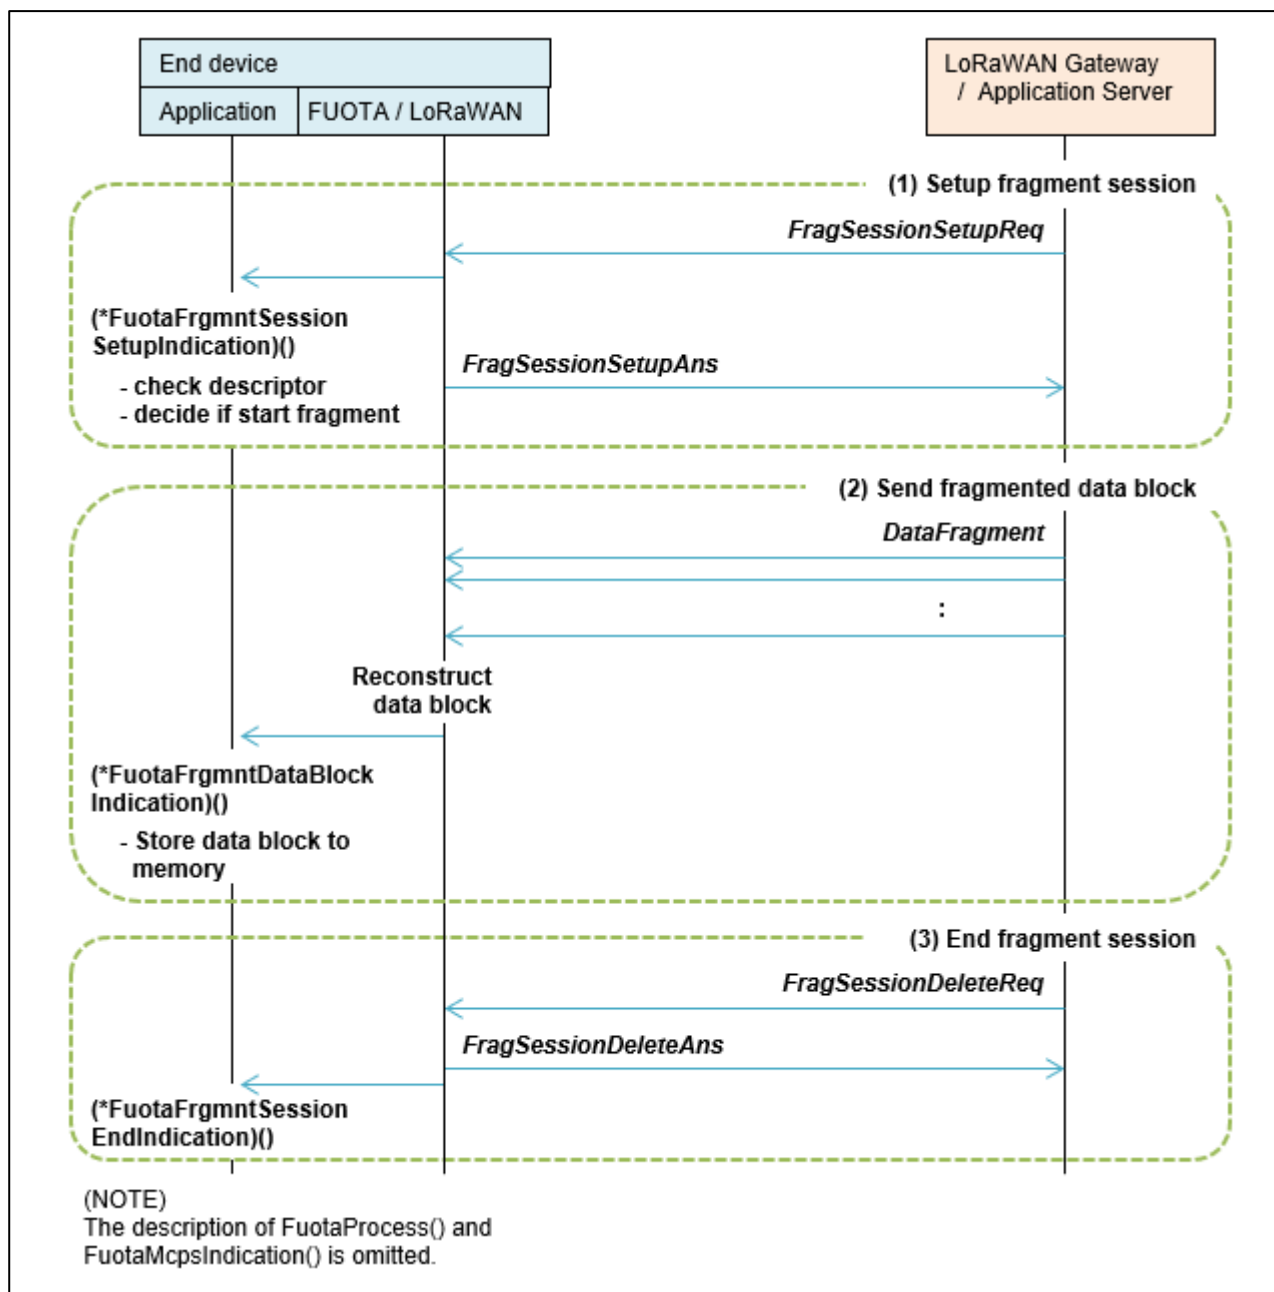 End device
Application
FUOTA / LoRaWAN
LoRaWAN Gateway
/ Application Server
(1) Setup fragment session
FragSessionSetupReq
(*FuotaFrgmntSession
SetupIndication)()
- check descriptor
- decide if start fragment
FragSessionSetupAns
(2) Send fragmented data block
DataFragment
:
Reconstruct
data block
(*FuotaFrgmntDataBlock
Indication)()
- Store data block to
memory
(3) End fragment session
FragSessionDeleteReq
FragSessionDeleteAns
(*FuotaFrgmntSession
EndIndication)()
(NOTE)
The description of FuotaProcess() and
FuotaMcpsIndication() is omitted.